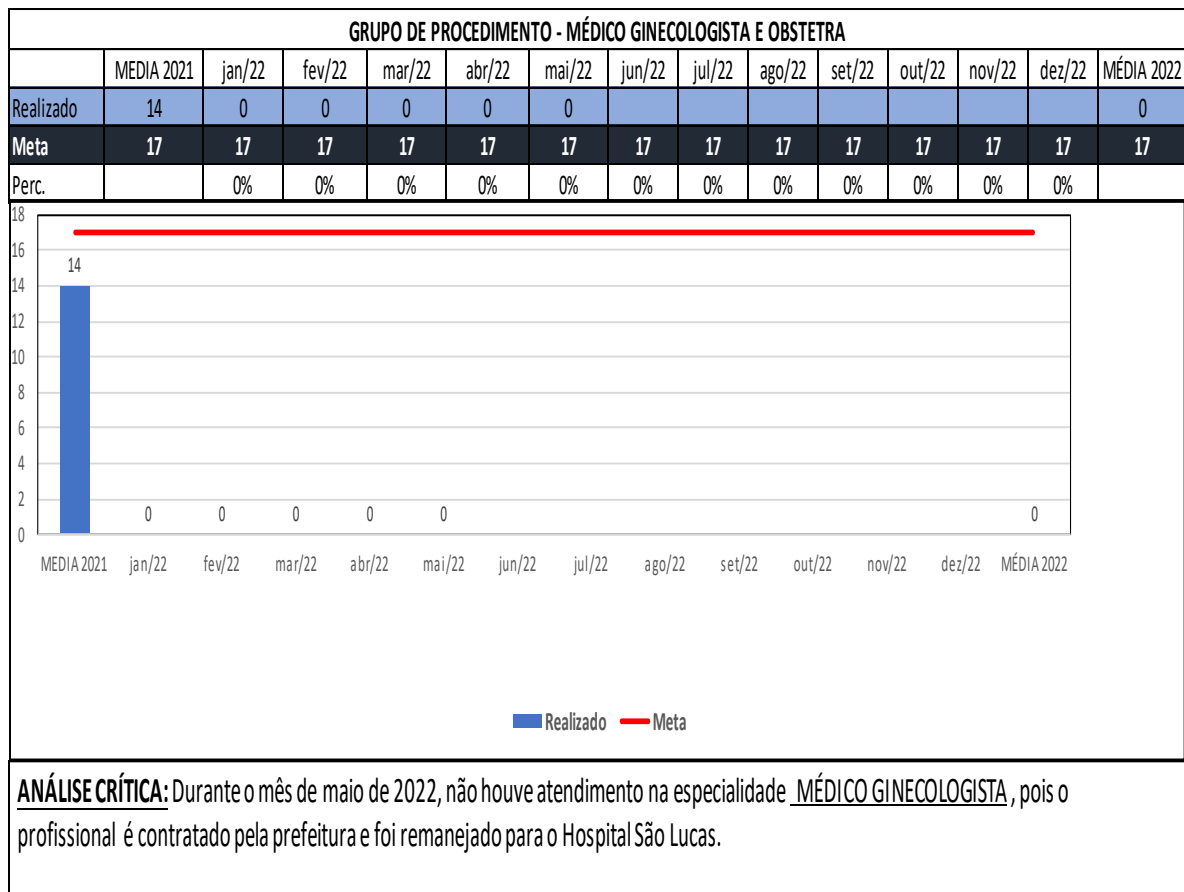 GRUPO DE PROCEDIMENTO - MÉDICO GINECOLOGISTA E OBSTETRA
MEDIA 2021 jan/22 fev/22 mar/22 abr/22 mai/22 jun/22 jul/22 ago/22 set/22 out/22 nov/22 dez/22 MÉDIA 2022
Realizado 14 0 0 0 0 0 0
Meta 17 17 17 17 17 17 17 17 17 17 17 17 17 17
Perc. 0% 0% 0% 0% 0% 0% 0% 0% 0% 0% 0% 0%
18
16
14
14
12
10
8
6
4
2
0 0 0 0 0 0
0
MEDIA 2021 jan/22 fev/22 mar/22 abr/22 mai/22 jun/22 jul/22 ago/22 set/22 out/22 nov/22 dez/22 MÉDIA 2022
Realizado Meta
ANÁLISE CRÍTICA: Durante o mês de maio de 2022, não houve atendimento na especialidade MÉDICO GINECOLOGISTA , pois o
profissional é contratado pela prefeitura e foi remanejado para o Hospital São Lucas.